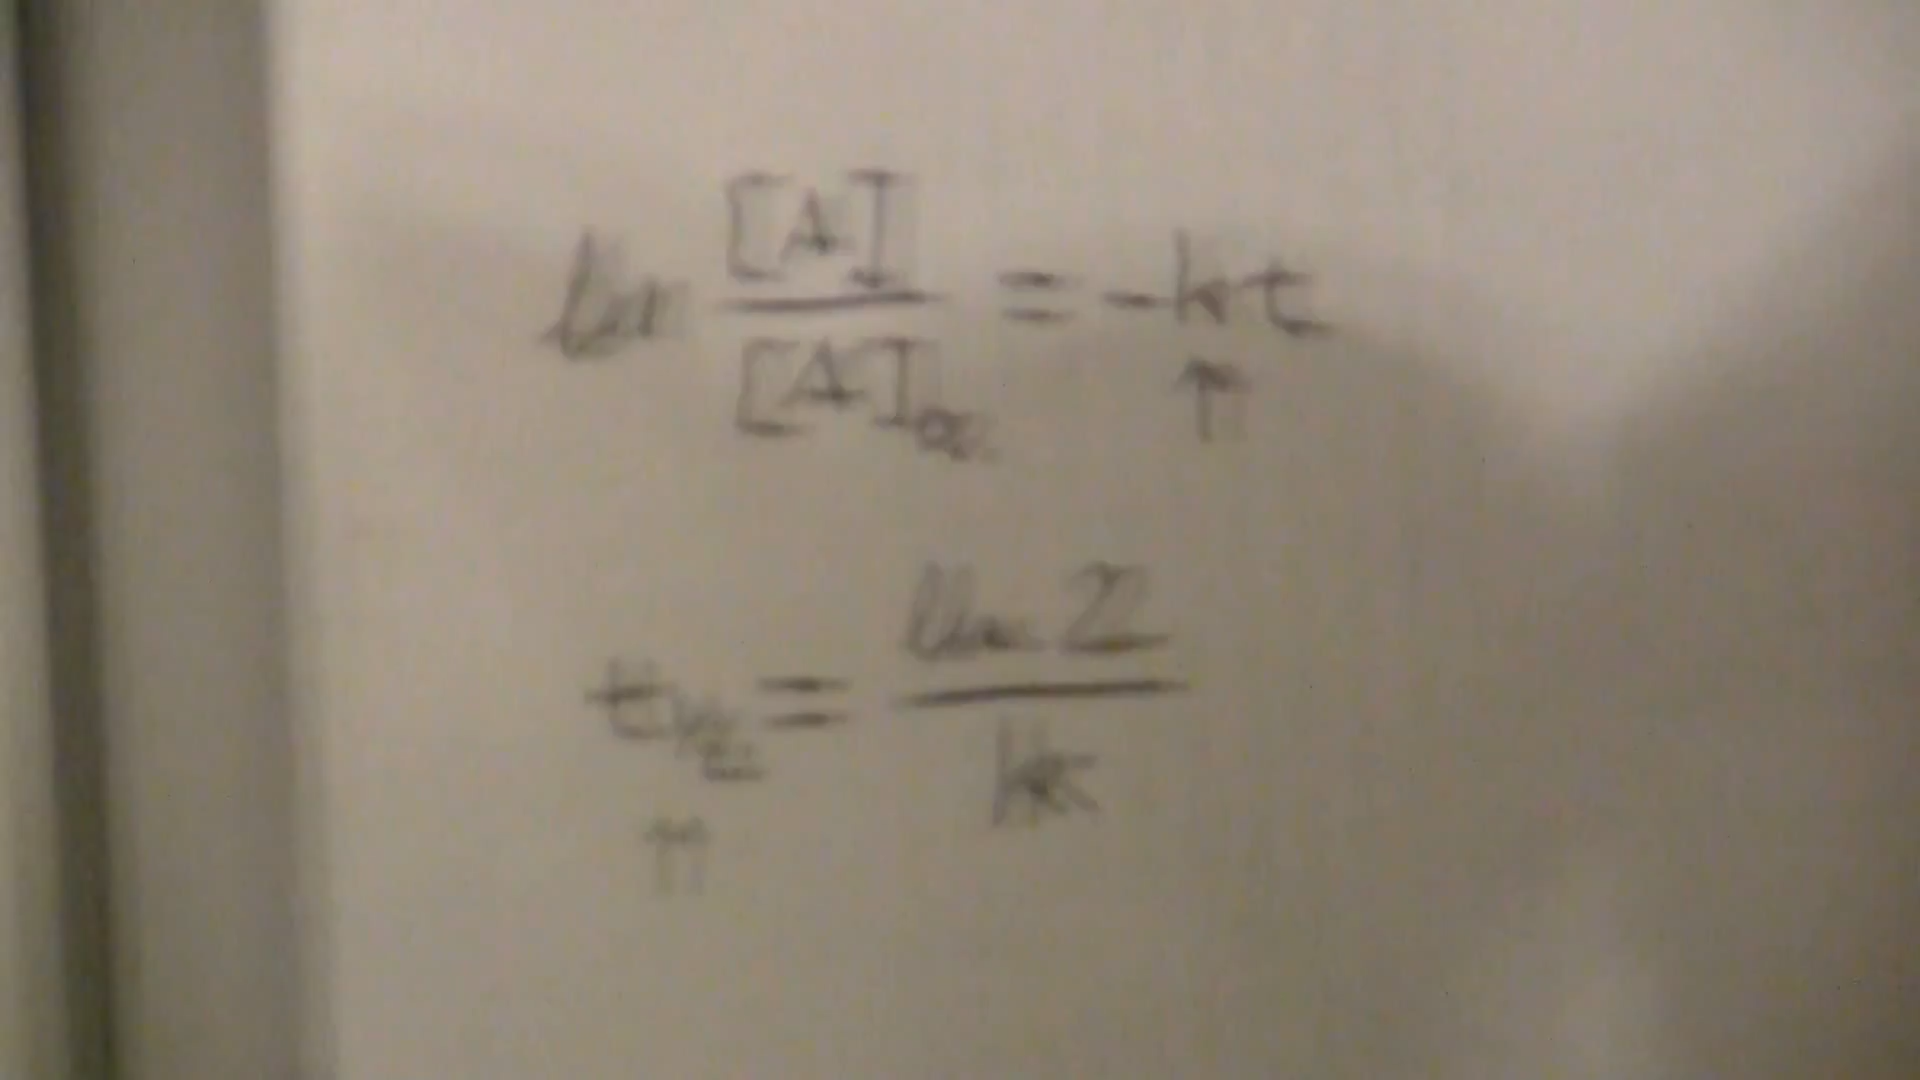 ln [A]/[A]₀ = -kt
↑
t½ = ln 2/k
↑